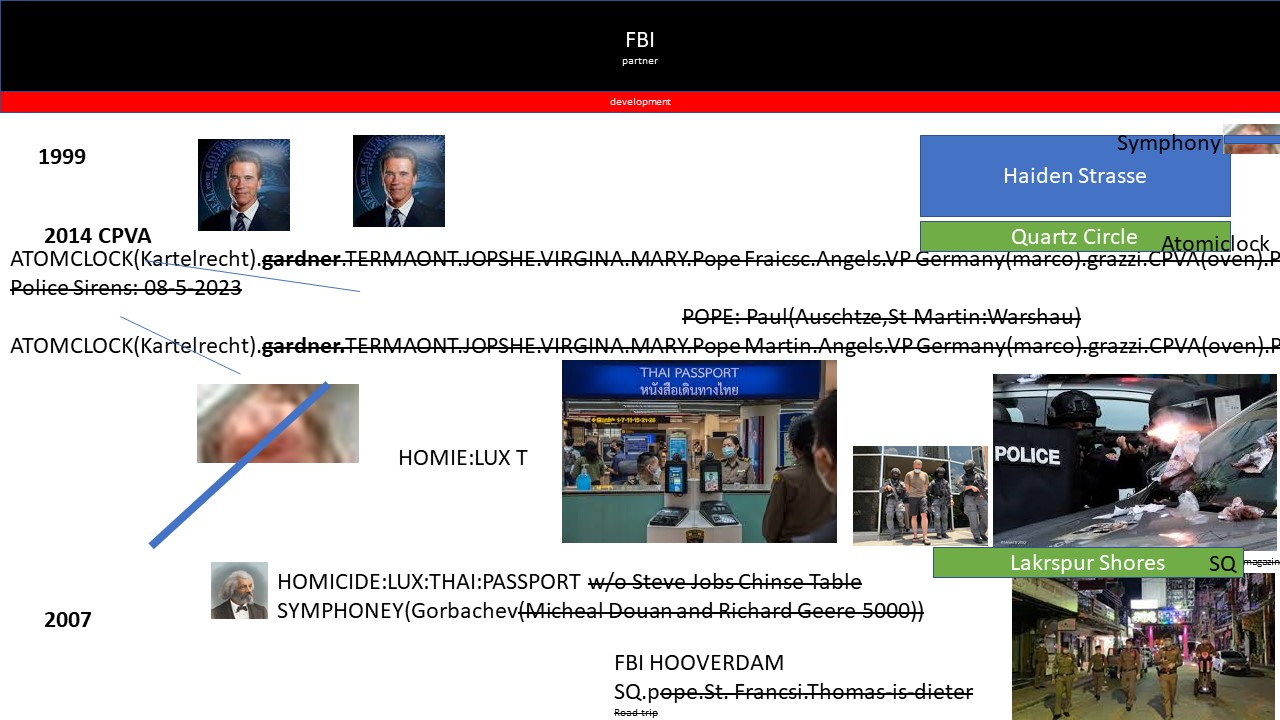 FBI
partner
development
1999
Symphony
Haiden Strasse
2014 CPVA
Quartz Circle
Atomiclock
ATOMCLOCK(Kartelrecht).gardner.TERMAONT.JOPSHE.VIRGINA.MARY.Pope Fraicsc.Angels.VP Germany(marco).grazzi.CPVA(oven).P
Police Sirens: 08-5-2023
POPE: Paul(Auschtze,St Martin:Warshau)
ATOMCLOCK(Kartelrecht).gardner.TERMAONT.JOPSHE.VIRGINA.MARY.Pope Martin.Angels.VP Germany(marco).grazzi.CPVA(oven).P
THAI PASSPORT
หนังสือเดินทางไทย
HOMIE:LUX T
POLICE
Lakrspur Shores
SQ magazin
HOMICIDE:LUX:THAI:PASSPORT w/o Steve Jobs Chinse Table
SYMPHONEY(Gorbachev(Micheal Douan and Richard Geere 5000))
2007
FBI HOOVERDAM
SQ.pope.St. Francsi.Thomas-is-dieter
Road trip